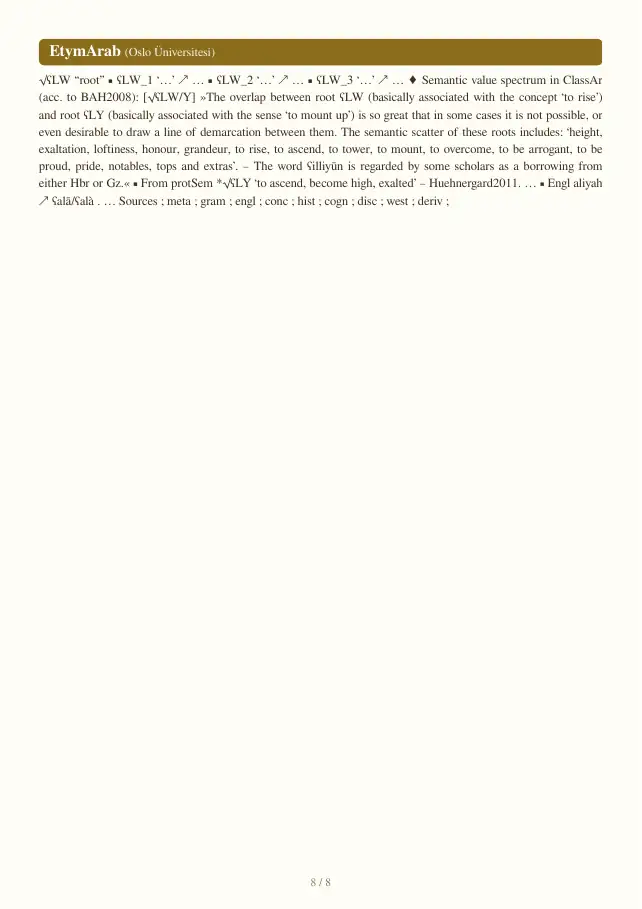 EtymArab (Oslo Üniversitesi)
√ʕLW “root” ▪ ʕLW_1 ‘…’ ↗ … ▪ ʕLW_2 ‘…’ ↗ … ▪ ʕLW_3 ‘…’ ↗ … ♦ Semantic value spectrum in ClassAr
(acc. to BAH2008): [√ʕLW/Y] »The overlap between root ʕLW (basically associated with the concept ‘to rise’)
and root ʕLY (basically associated with the sense ‘to mount up’) is so great that in some cases it is not possible, or
even desirable to draw a line of demarcation between them. The semantic scatter of these roots includes: ‘height,
exaltation, loftiness, honour, grandeur, to rise, to ascend, to tower, to mount, to overcome, to be arrogant, to be
proud, pride, notables, tops and extras’. – The word ʕilliyūn is regarded by some scholars as a borrowing from
either Hbr or Gz.« ▪ From protSem *√ʕLY ‘to ascend, become high, exalted’ – Huehnergard2011. … ▪ Engl aliyah
↗ ʕalā/ʕalà . … Sources ; meta ; gram ; engl ; conc ; hist ; cogn ; disc ; west ; deriv ;
8 / 8